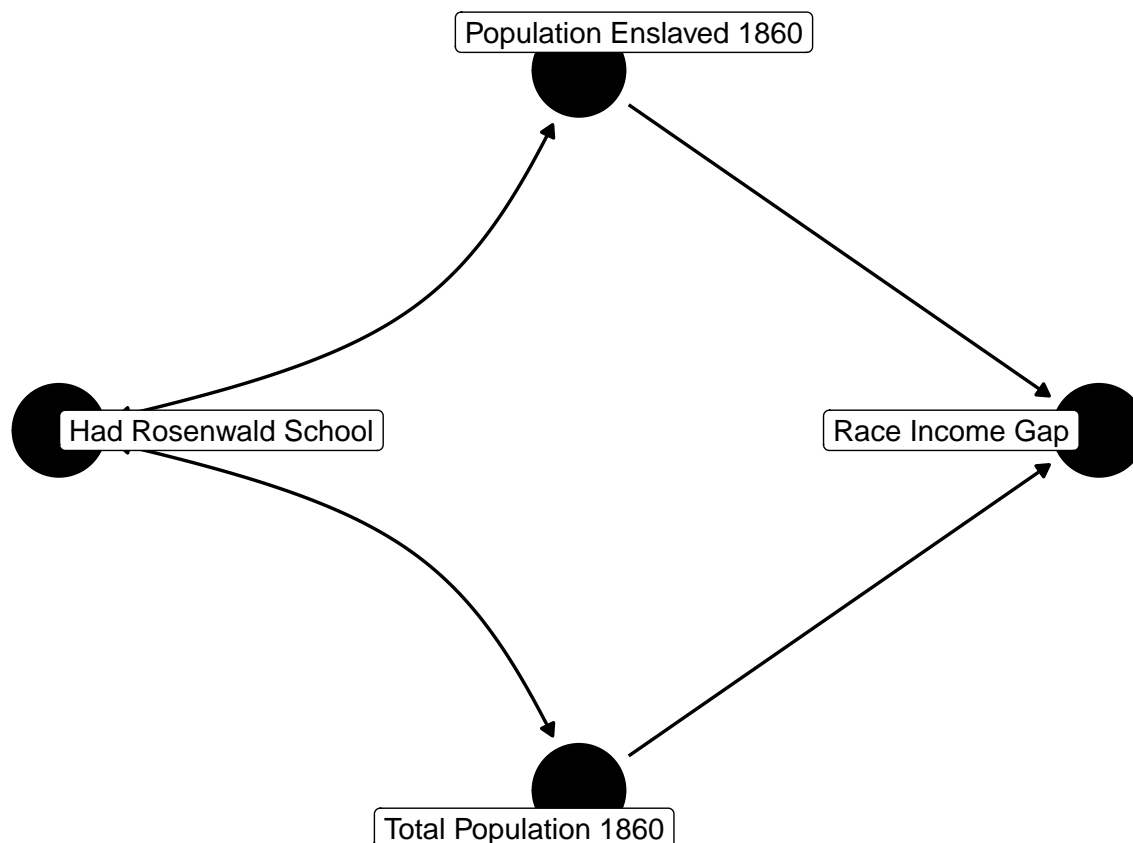 Population Enslaved 1860
Had Rosenwald School
Race Income Gap
Total Population 1860